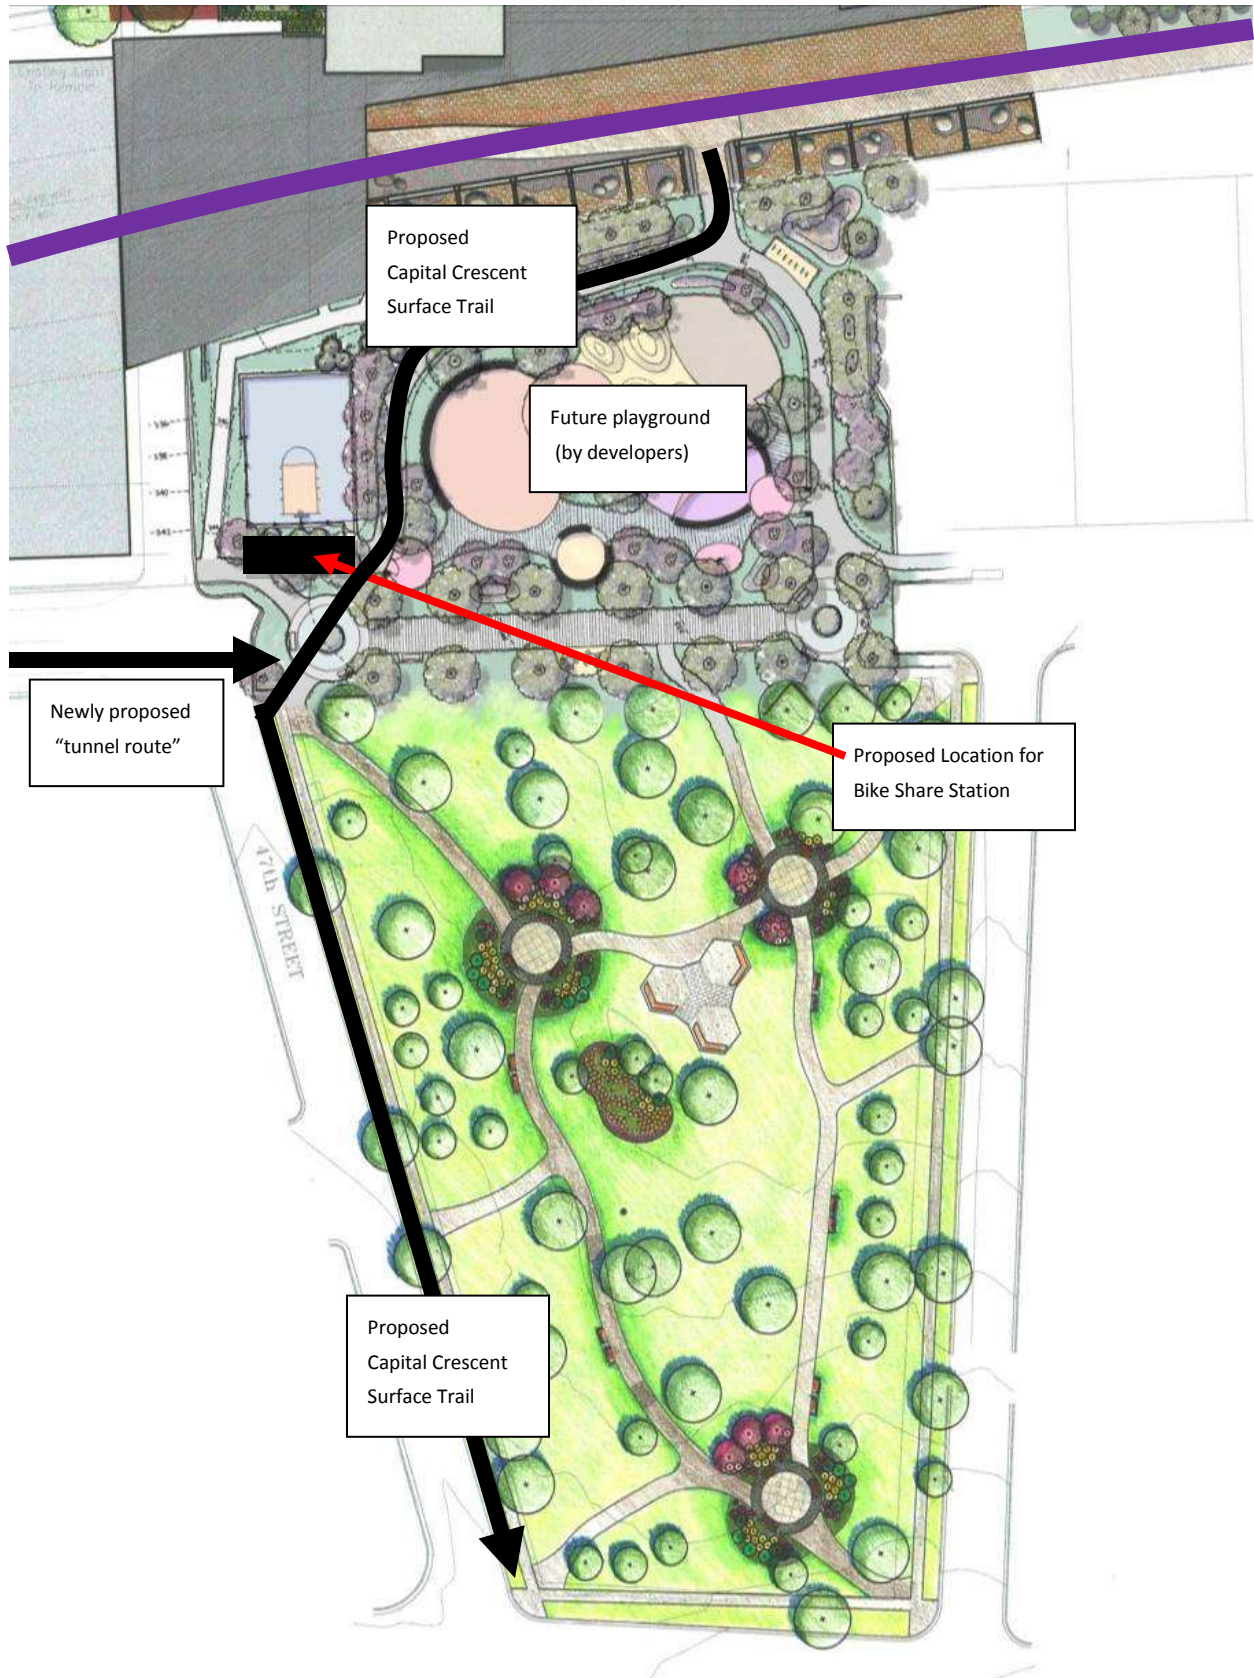 Proposed
Capital Crescent
Surface Trail
Future playground
(by developers)
Newly proposed
“tunnel route”
Proposed Location for
Bike Share Station
47th STREET
Proposed
Capital Crescent
Surface Trail